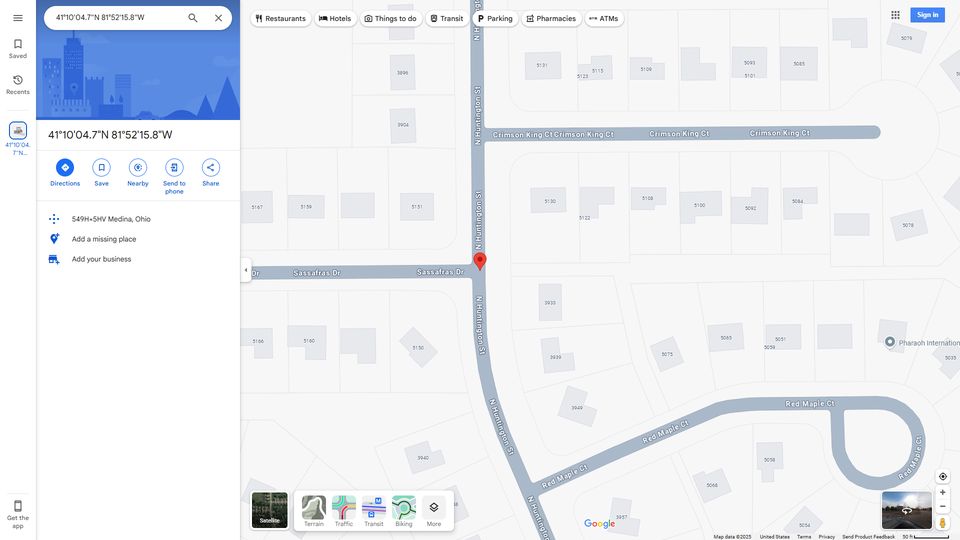 41°10'04.7"N 81°52'15.8"W
Restaurants
Hotels
Things to do
Transit
Parking
Pharmacies
ATMs
Sign in
Saved
Recents
41°10'04.
7"N...
41°10'04.7"N 81°52'15.8"W
Directions
Save
Nearby
Send to
phone
Share
549H+5HV Medina, Ohio
Add a missing place
Add your business
Get the
app
N Huntington St
N Huntington St
N Huntington St
N Huntington St
N Huntington St
N Huntington St
Crimson King Ct
Crimson King Ct
Crimson King Ct
Crimson King Ct
Dr
Sassafras Dr
Sassafras Dr
Red Maple Ct
Red Maple Ct
Red Maple Ct
Red Maple Ct
Pharaoh Internation
3896
3904
5131
5123
5115
5109
5093
5101
5085
5079
5167
5159
5151
5130
5122
5108
5100
5092
5084
5078
3933
3939
3949
5166
5160
5150
3940
5075
5065
5059
5051
5035
5058
5068
5054
3957
Satellite
Terrain
Traffic
Transit
Biking
More
Google
Map data ©2025
United States
Terms
Privacy
Send Product Feedback
50 ft